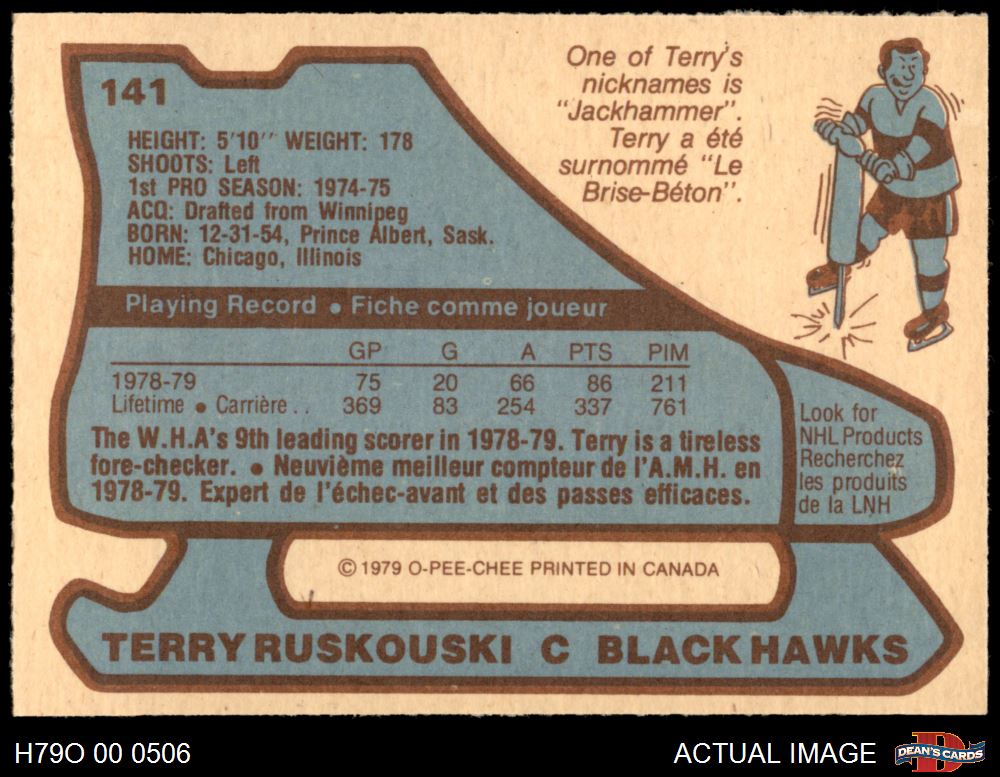 141
HEIGHT: 5'10'' WEIGHT: 178
SHOOTS: Left
1st PRO SEASON: 1974-75
ACQ: Drafted from Winnipeg
BORN: 12-31-54, Prince Albert, Sask.
HOME: Chicago, Illinois
One of Terry's
nicknames is
"Jackhammer".
Terry a été
surnommé "Le
Brise-Béton".
Playing Record • Fiche comme joueur
GP G A PTS PIM
1978-79 75 20 66 86 211
Lifetime • Carrière .. 369 83 254 337 761
The W.H.A's 9th leading scorer in 1978-79. Terry is a tireless
fore-checker. • Neuvième meilleur compteur de l'A.M.H. en
1978-79. Expert de l'échec-avant et des passes efficaces.
Look for
NHL Products
Recherchez
les produits
de la LNH
© 1979 O-PEE-CHEE PRINTED IN CANADA
TERRY RUSKOUSKI C BLACK HAWKS
H79O 00 0506
ACTUAL IMAGE
D
DEAN'S CARDS